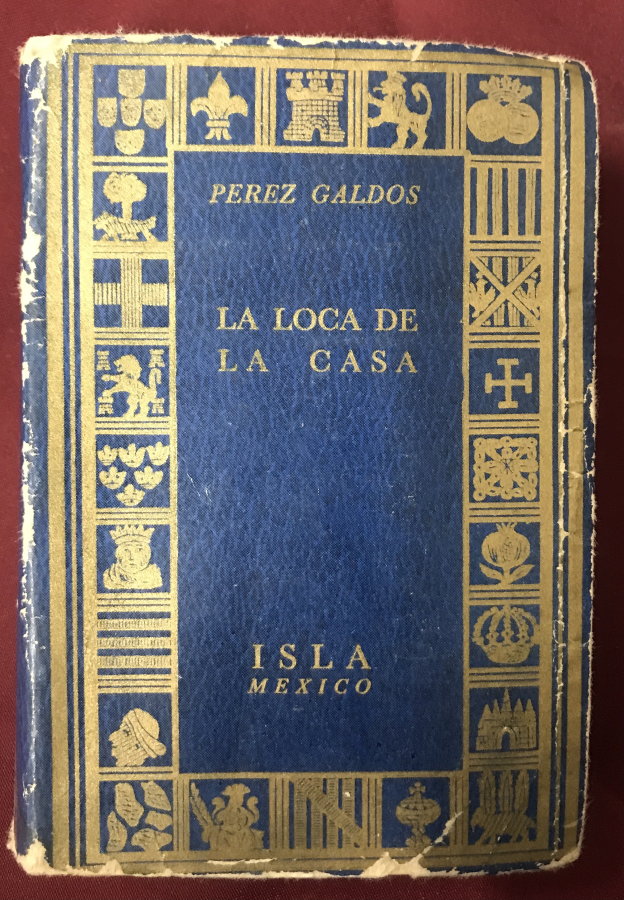 PEREZ GALDOS
LA LOCA DE
LA CASA
ISLA
MEXICO